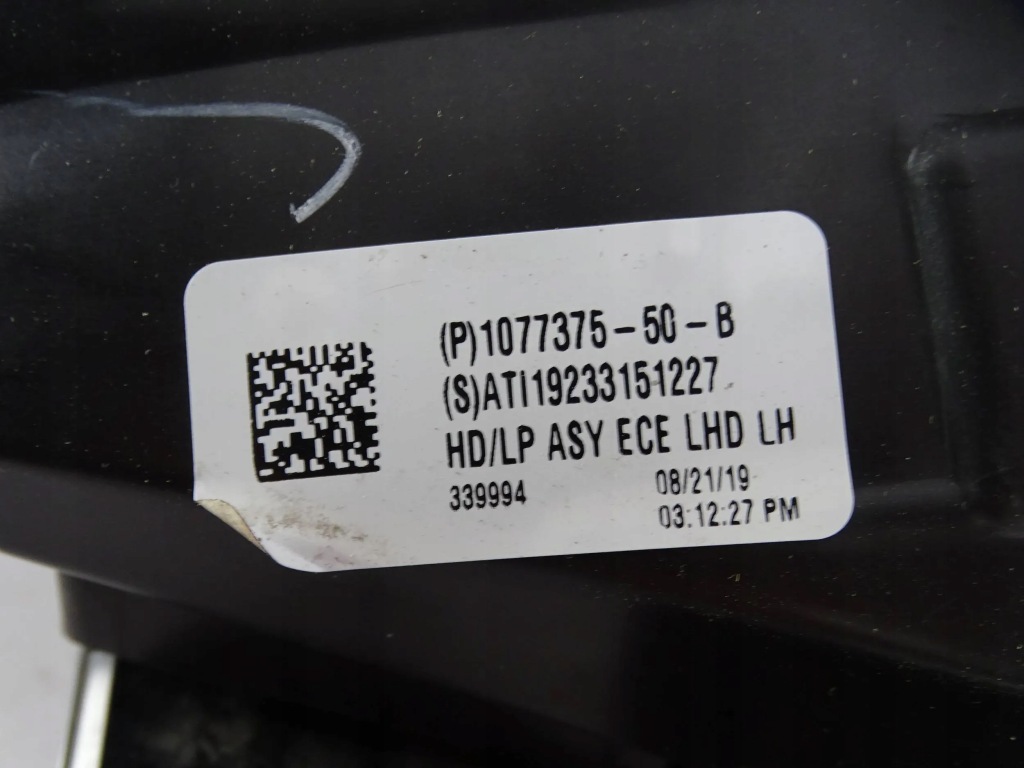 (P)1077375-50-B
(S)ATI19233151227
HD/LP ASY ECE LHD LH
339994 08/21/19
03:12:27 PM